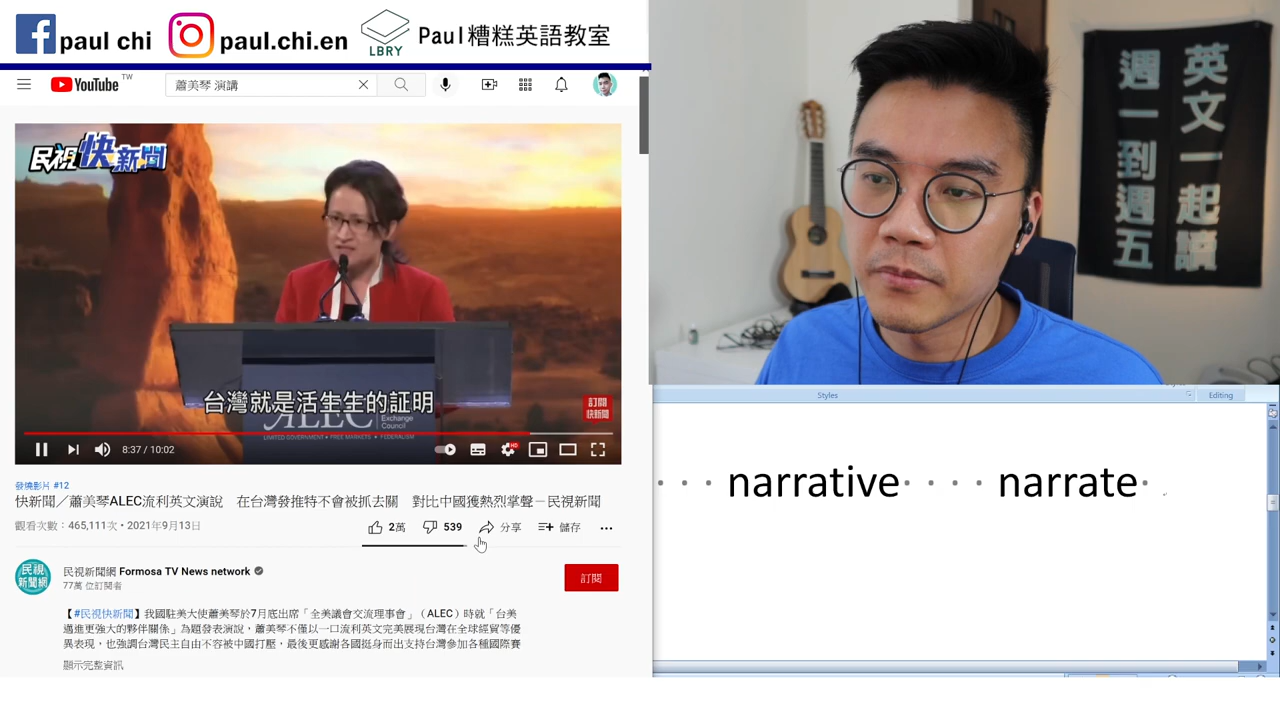 paul chi
paul.chi.en
LBRY
Paul糟糕英語教室
YouTube TW
蕭美琴 演講
民視快新聞
台灣就是活生生的証明
ALEC
Exchange
Council
LIMITED GOVERNMENT · FREE MARKETS · FEDERALISM
訂閱
快新聞
8:37 / 10:02
HD
發燒影片 #12
快新聞／蕭美琴ALEC流利英文演說 在台灣發推特不會被抓去關 對比中國獲熱烈掌聲－民視新聞
觀看次數：465,111次 • 2021年9月13日
2萬
539
分享
儲存
民視
新聞網
民視新聞網 Formosa TV News network
77萬 位訂閱者
訂閱
【#民視快新聞】我國駐美大使蕭美琴於7月底出席「全美議會交流理事會」（ALEC）時就「台美
邁進更強大的夥伴關係」為題發表演說，蕭美琴不僅以一口流利英文完美展現台灣在全球經貿等優
異表現，也強調台灣民主自由不容被中國打壓，最後更感謝各國挺身而出支持台灣參加各種國際賽
顯示完整資訊
英文一起讀
週一到週五
Styles
Editing
narrative narrate